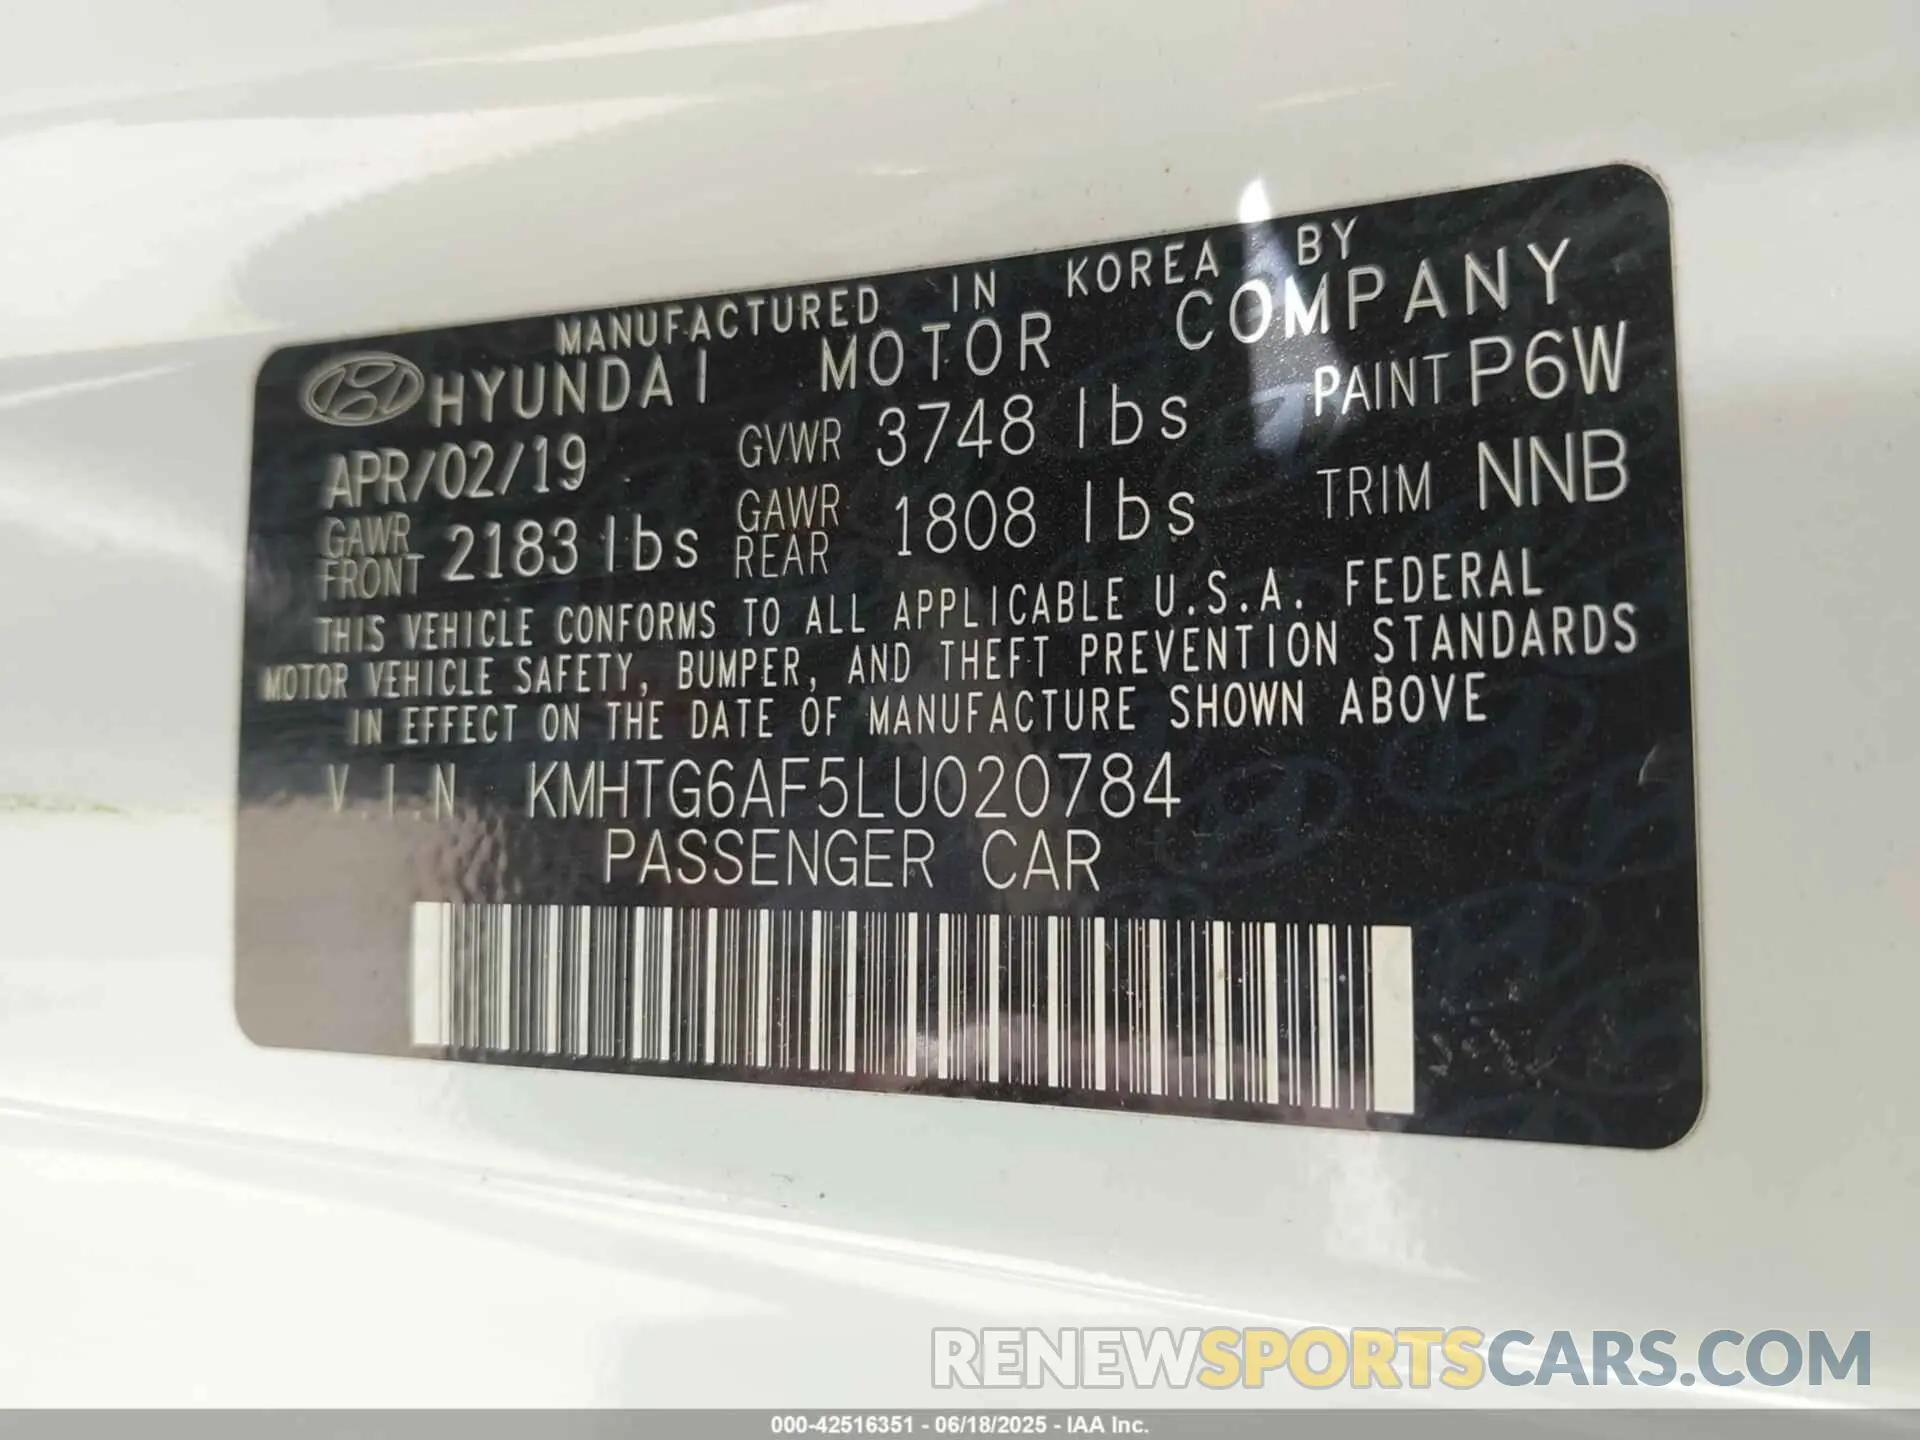 MANUFACTURED IN KOREA BY
HYUNDAI MOTOR COMPANY
APR/02/19 GVWR 3748 lbs PAINT P6W
GAWR FRONT 2183 lbs GAWR REAR 1808 lbs TRIM NNB
THIS VEHICLE CONFORMS TO ALL APPLICABLE U.S.A. FEDERAL
MOTOR VEHICLE SAFETY, BUMPER, AND THEFT PREVENTION STANDARDS
IN EFFECT ON THE DATE OF MANUFACTURE SHOWN ABOVE
V.I.N KMHTG6AF5LU020784
PASSENGER CAR
RENEWSPORTSCARS.COM
000-42516351 - 06/18/2025 - IAA Inc.